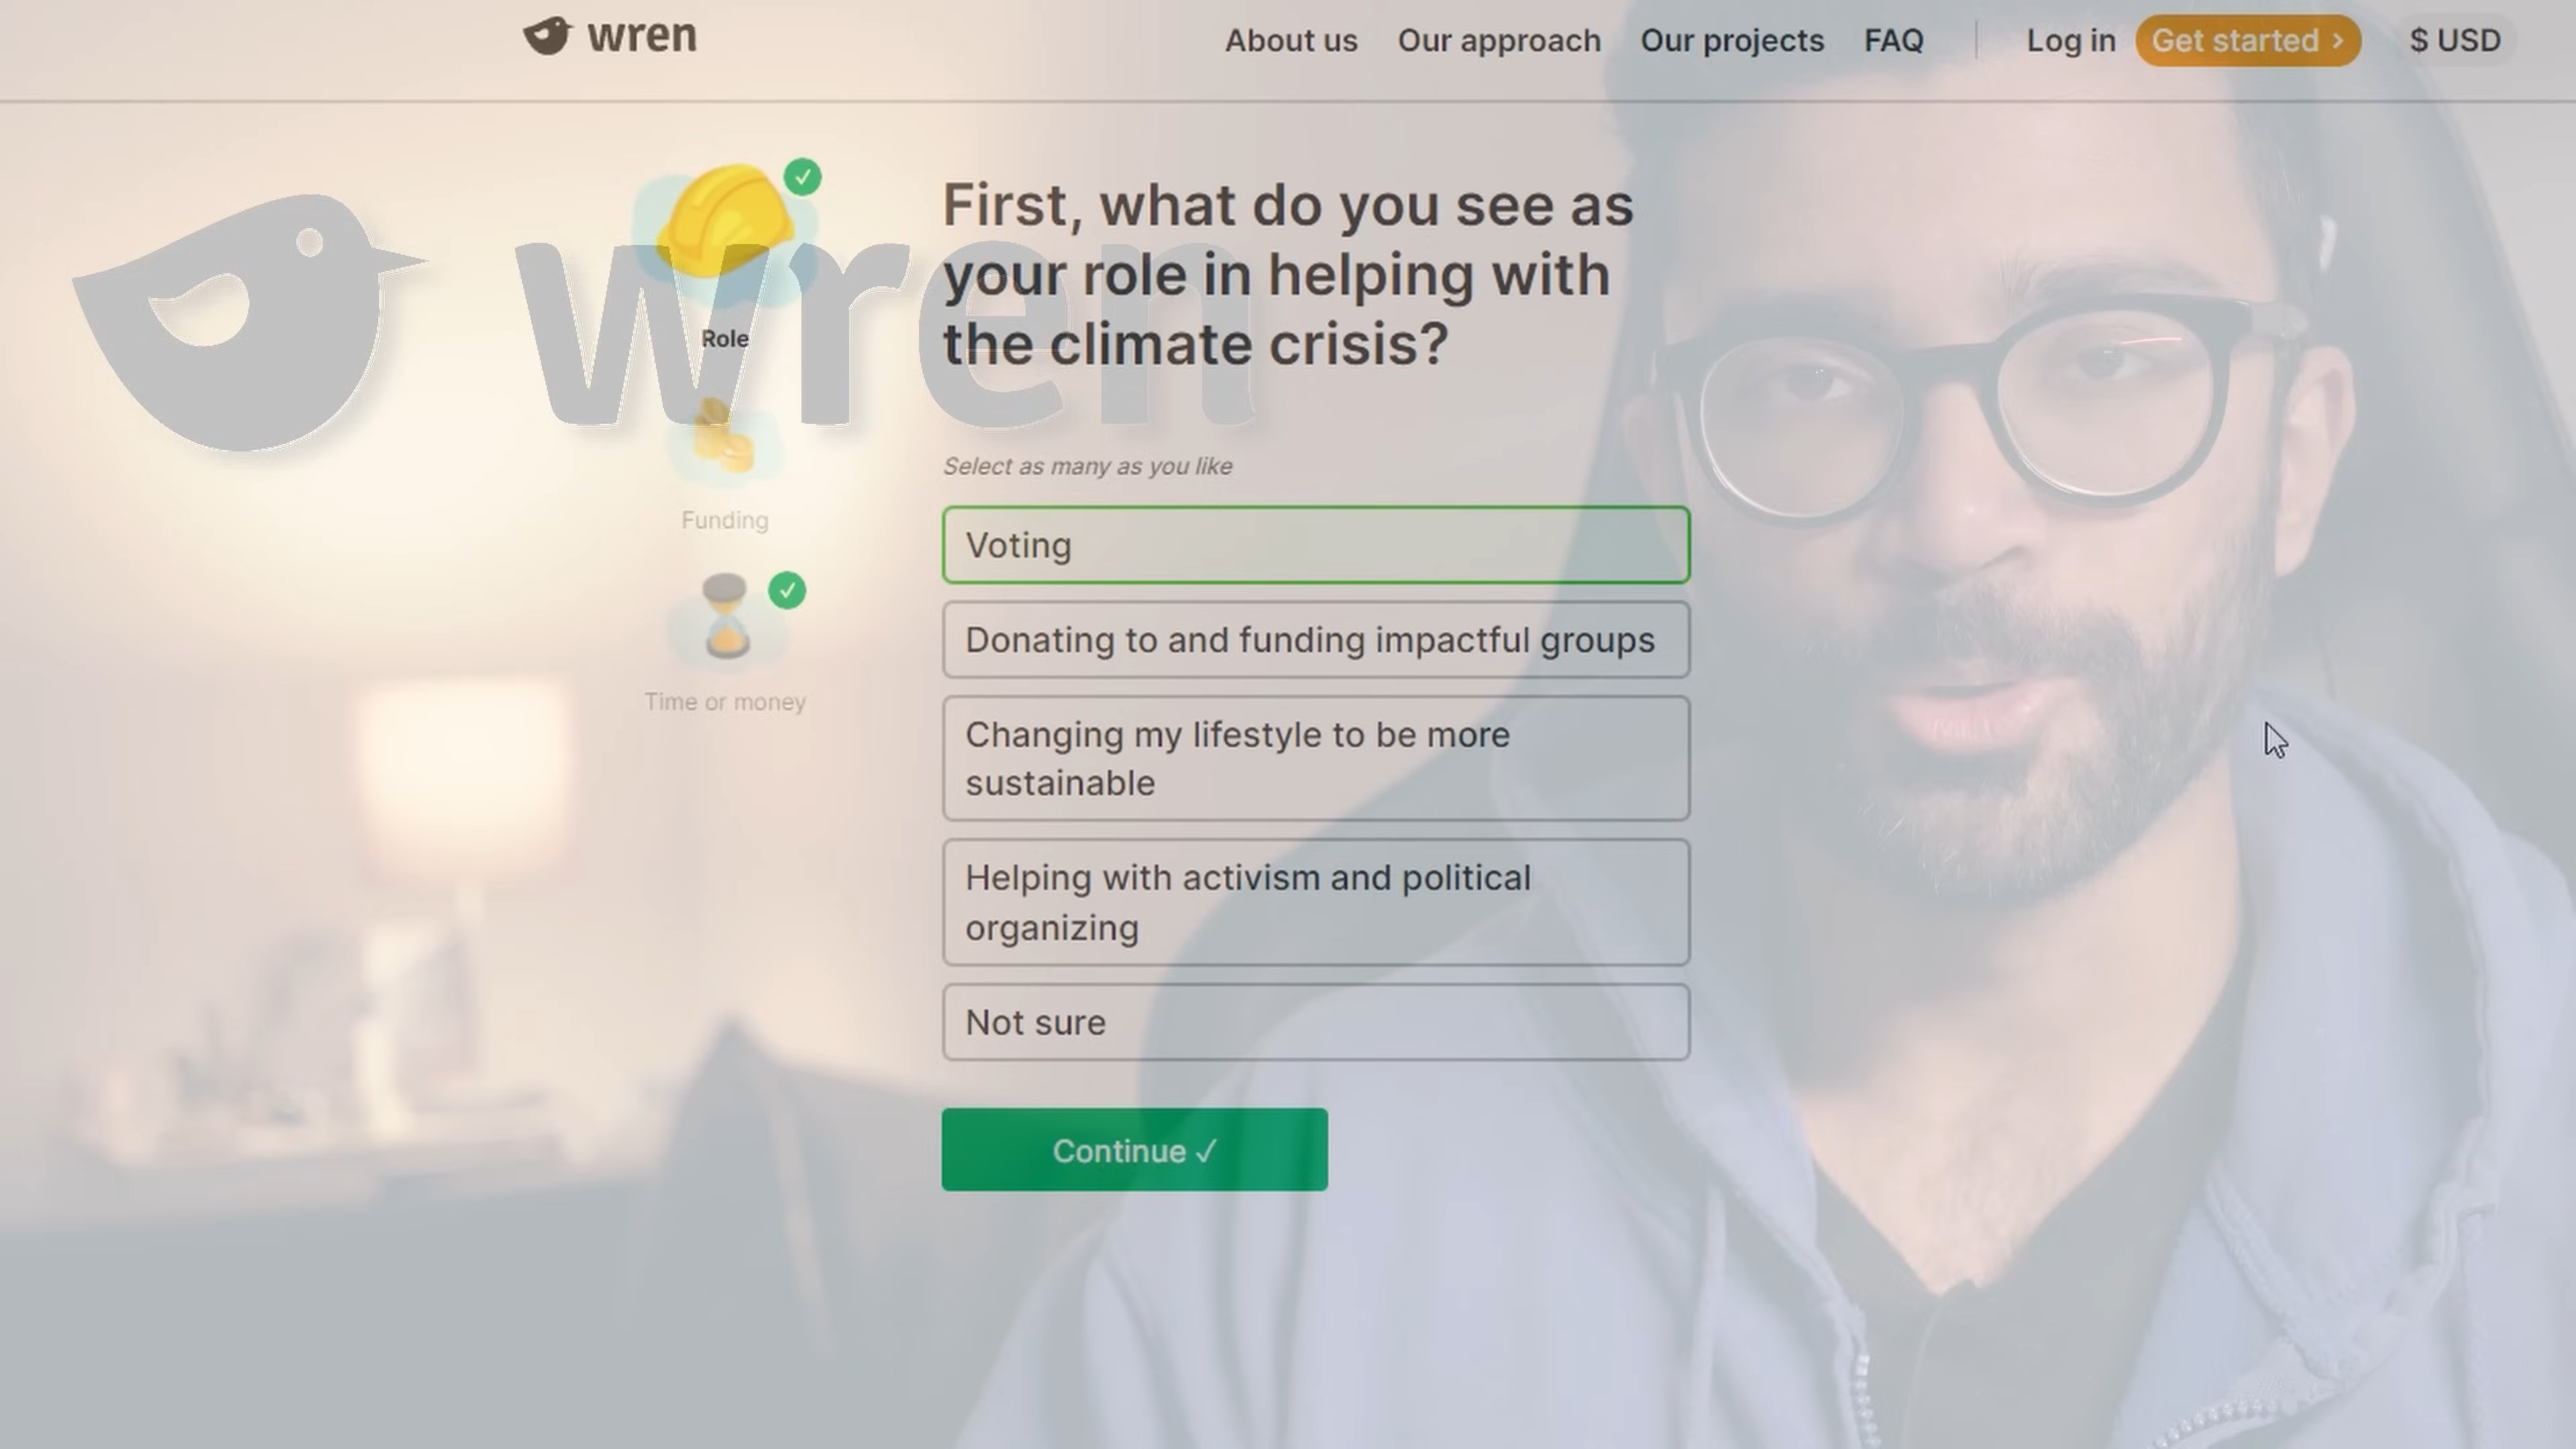 wren
About us
Our approach
Our projects
FAQ
Log in
Get started ›
$ USD
wren
Role
Funding
Time or money
First, what do you see as
your role in helping with
the climate crisis?
Select as many as you like
Voting
Donating to and funding impactful groups
Changing my lifestyle to be more
sustainable
Helping with activism and political
organizing
Not sure
Continue ✓